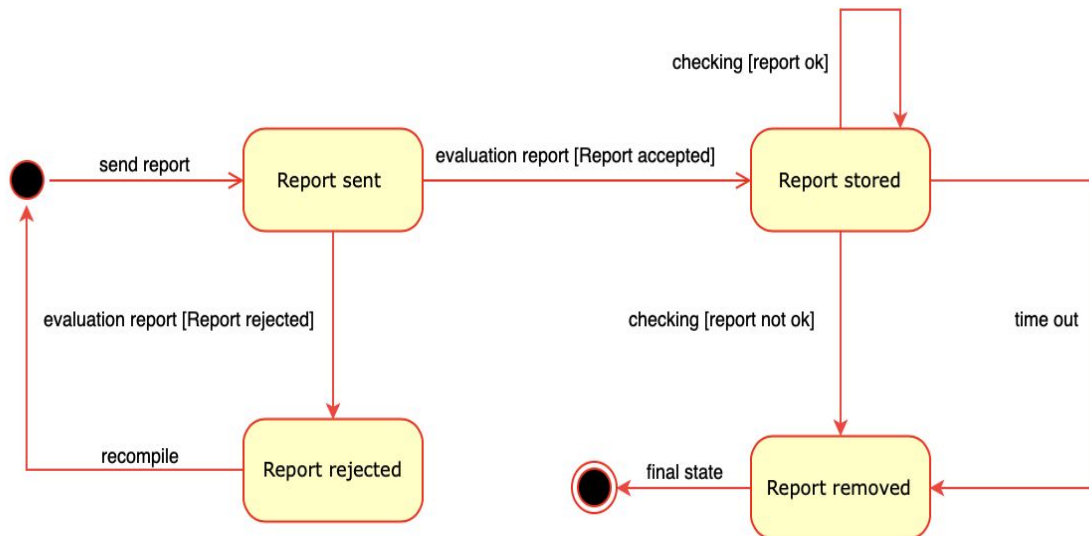 checking [report ok]
send report
evaluation report [Report accepted]
Report sent
Report stored
evaluation report [Report rejected]
checking [report not ok]
time out
recompile
Report rejected
final state
Report removed